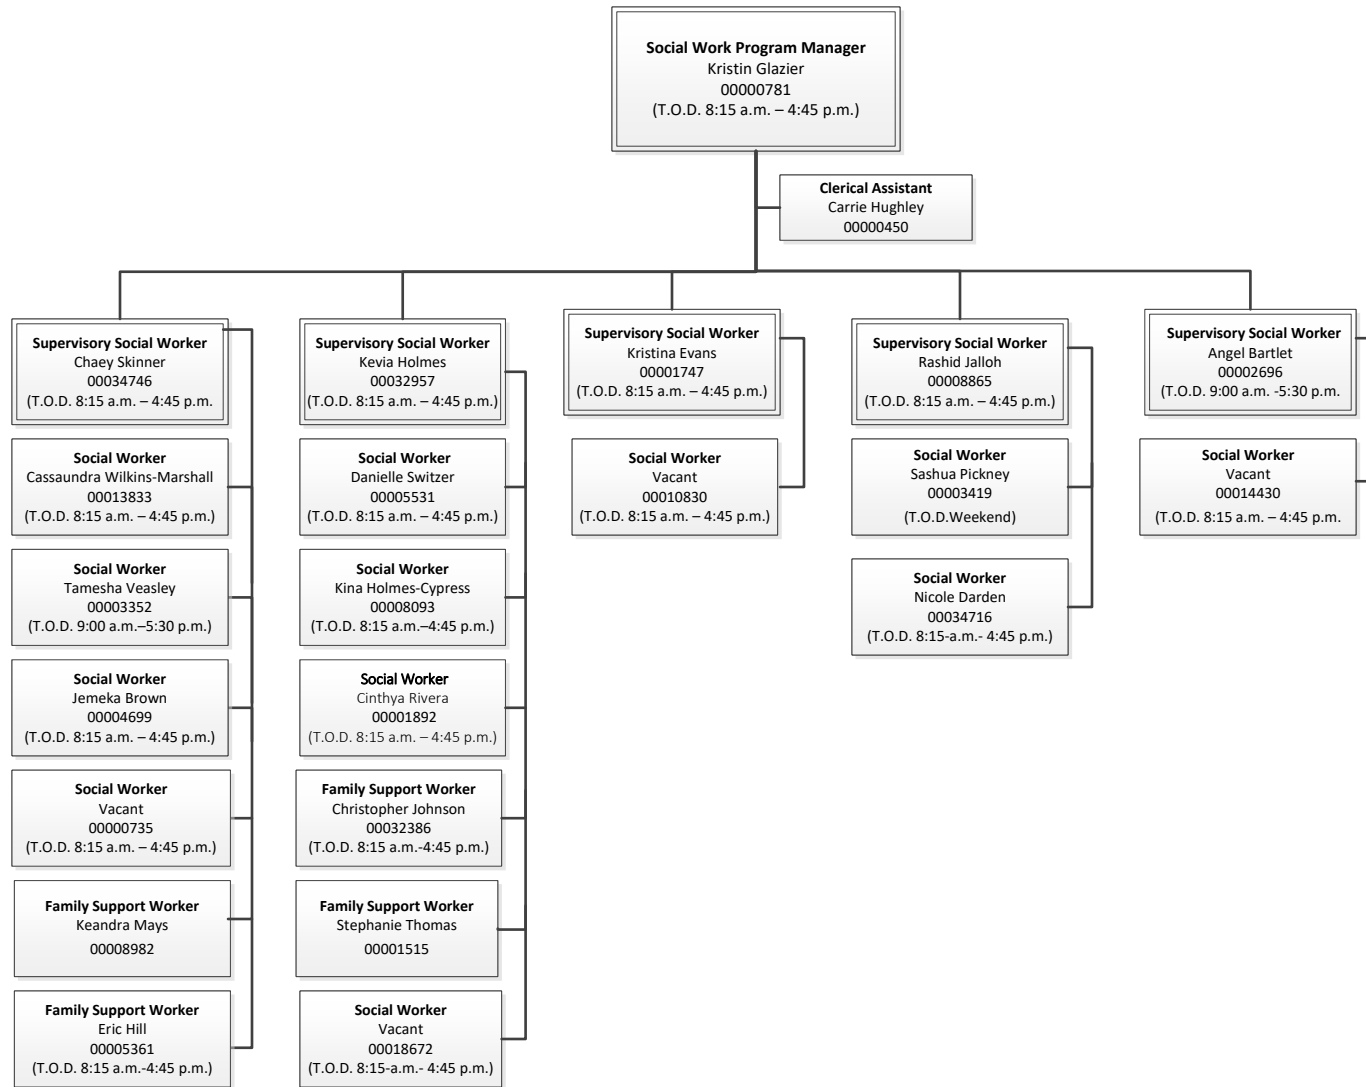 Social Work Program Manager
Kristin Glazier
00000781
(T.O.D. 8:15 a.m. – 4:45 p.m.)
Clerical Assistant
Carrie Hughley
00000450
Supervisory Social Worker
Chaey Skinner
00034746
(T.O.D. 8:15 a.m. – 4:45 p.m.
Social Worker
Cassaundra Wilkins-Marshall
00013833
(T.O.D. 8:15 a.m. – 4:45 p.m.)
Social Worker
Tamesha Veasley
00003352
(T.O.D. 9:00 a.m.–5:30 p.m.)
Social Worker
Jemeka Brown
00004699
(T.O.D. 8:15 a.m. – 4:45 p.m.)
Social Worker
Vacant
00000735
(T.O.D. 8:15 a.m. – 4:45 p.m.)
Family Support Worker
Keandra Mays
00008982
Family Support Worker
Eric Hill
00005361
(T.O.D. 8:15 a.m.-4:45 p.m.)
Supervisory Social Worker
Kevia Holmes
00032957
(T.O.D. 8:15 a.m. – 4:45 p.m.)
Social Worker
Danielle Switzer
00005531
(T.O.D. 8:15 a.m. – 4:45 p.m.)
Social Worker
Kina Holmes-Cypress
00008093
(T.O.D. 8:15 a.m.–4:45 p.m.)
Social Worker
Cinthya Rivera
00001892
(T.O.D. 8:15 a.m. – 4:45 p.m.)
Family Support Worker
Christopher Johnson
00032386
(T.O.D. 8:15 a.m.-4:45 p.m.)
Family Support Worker
Stephanie Thomas
00001515
Social Worker
Vacant
00018672
(T.O.D. 8:15-a.m.- 4:45 p.m.)
Supervisory Social Worker
Kristina Evans
00001747
(T.O.D. 8:15 a.m. – 4:45 p.m.)
Social Worker
Vacant
00010830
(T.O.D. 8:15 a.m. – 4:45 p.m.)
Supervisory Social Worker
Rashid Jalloh
00008865
(T.O.D. 8:15 a.m. – 4:45 p.m.)
Social Worker
Sashua Pickney
00003419
(T.O.D.Weekend)
Social Worker
Nicole Darden
00034716
(T.O.D. 8:15-a.m.- 4:45 p.m.)
Supervisory Social Worker
Angel Bartlet
00002696
(T.O.D. 9:00 a.m. -5:30 p.m.
Social Worker
Vacant
00014430
(T.O.D. 8:15 a.m. – 4:45 p.m.